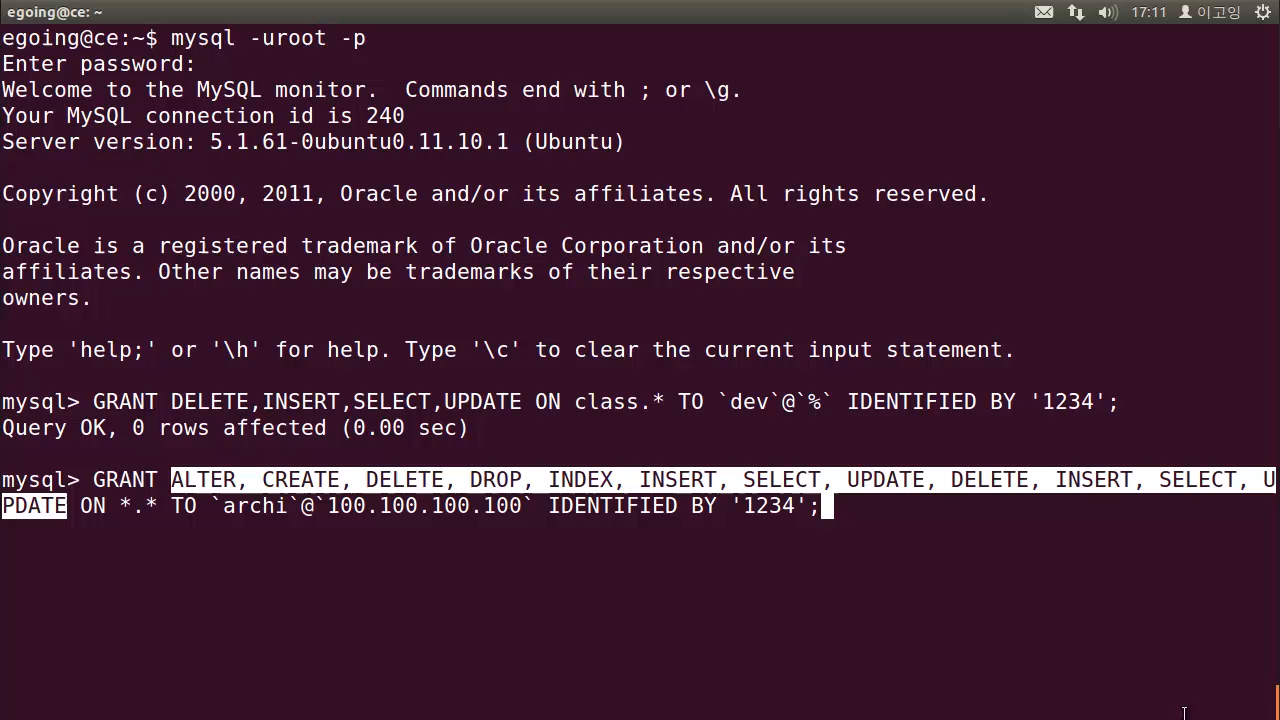 egoing@ce: ~
17:11 이고잉
egoing@ce:~$ mysql -uroot -p
Enter password:
Welcome to the MySQL monitor.  Commands end with ; or \g.
Your MySQL connection id is 240
Server version: 5.1.61-0ubuntu0.11.10.1 (Ubuntu)
Copyright (c) 2000, 2011, Oracle and/or its affiliates. All rights reserved.
Oracle is a registered trademark of Oracle Corporation and/or its
affiliates. Other names may be trademarks of their respective
owners.
Type 'help;' or '\h' for help. Type '\c' to clear the current input statement.
mysql> GRANT DELETE,INSERT,SELECT,UPDATE ON class.* TO `dev`@`%` IDENTIFIED BY '1234';
Query OK, 0 rows affected (0.00 sec)
mysql> GRANT ALTER, CREATE, DELETE, DROP, INDEX, INSERT, SELECT, UPDATE, DELETE, INSERT, SELECT, U
PDATE ON *.* TO `archi`@`100.100.100.100` IDENTIFIED BY '1234';